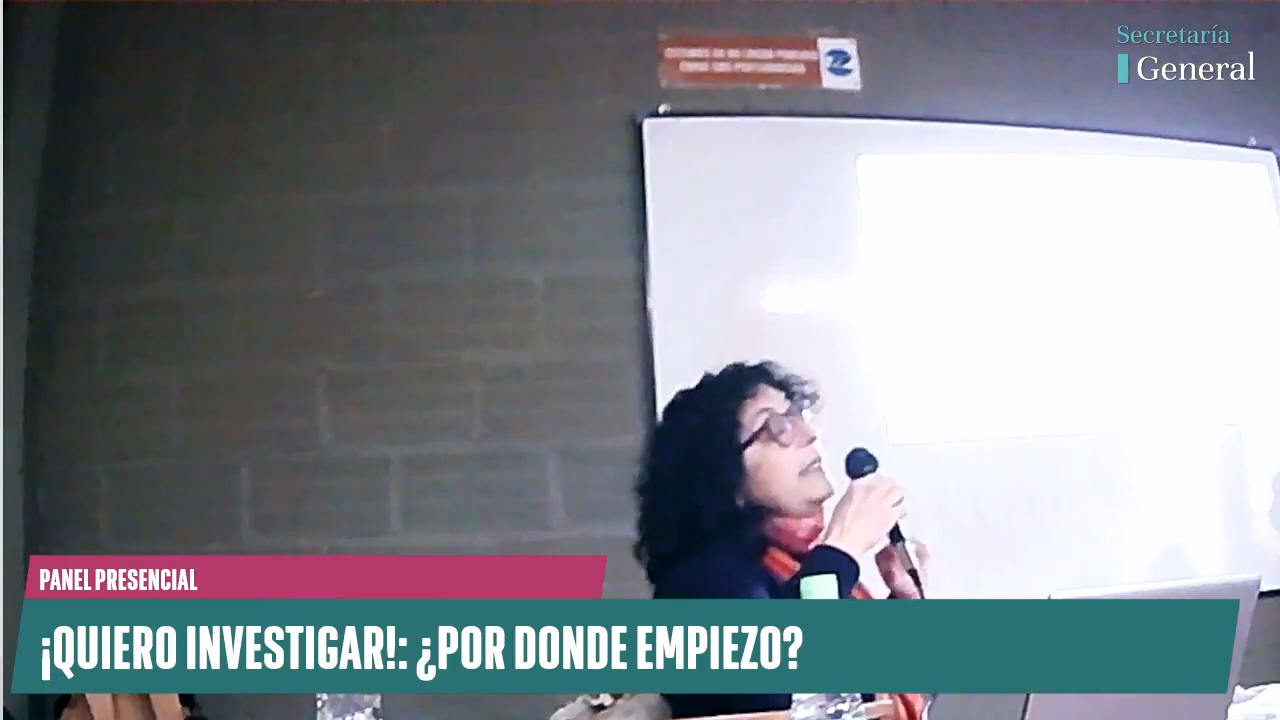 Secretaría
General
PANEL PRESENCIAL
¡QUIERO INVESTIGAR!: ¿POR DONDE EMPIEZO?